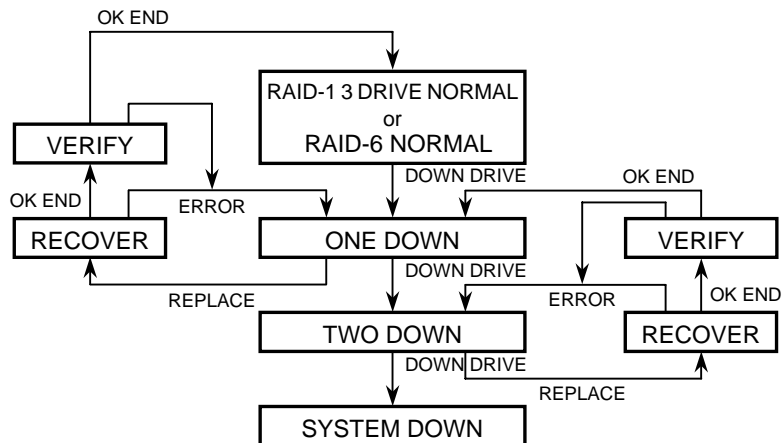 OK END
RAID-1 3 DRIVE NORMAL
or
RAID-6 NORMAL
VERIFY
DOWN DRIVE
OK END
OK END
ERROR
RECOVER
ONE DOWN
VERIFY
DOWN DRIVE
REPLACE
ERROR
OK END
TWO DOWN
RECOVER
DOWN DRIVE
REPLACE
SYSTEM DOWN